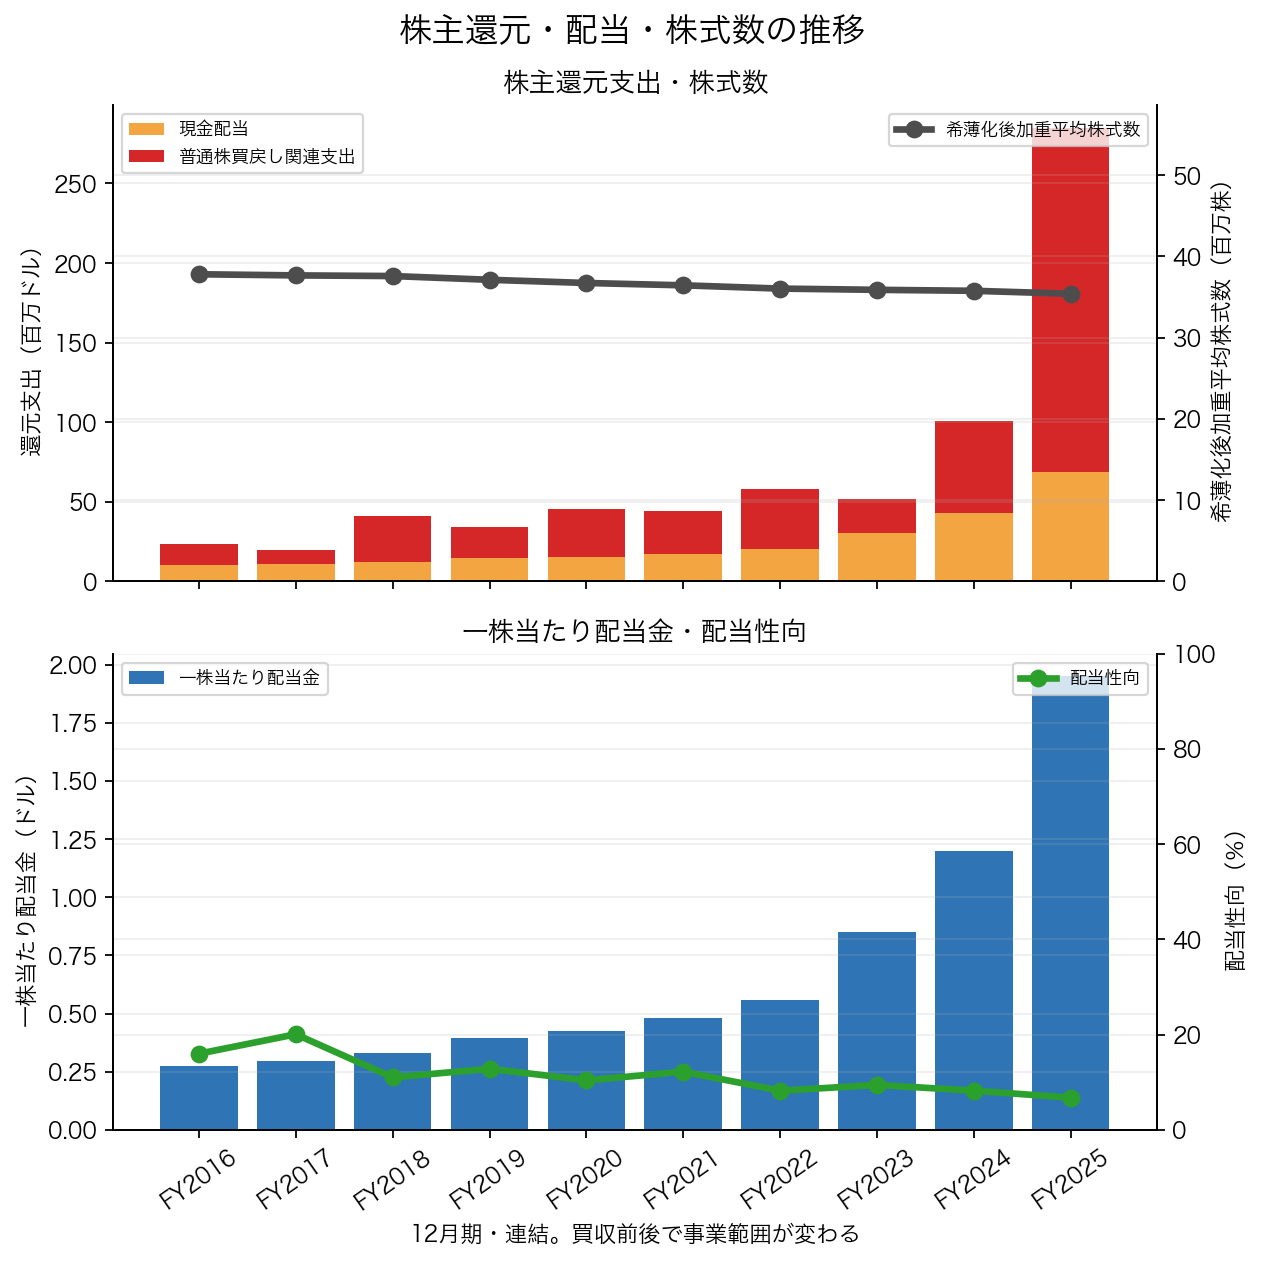 株主還元・配当・株式数の推移
株主還元支出・株式数
現金配当
普通株買戻し関連支出
希薄化後加重平均株式数
還元支出（百万ドル）
250
200
150
100
50
0
希薄化後加重平均株式数（百万株）
50
40
30
20
10
0
一株当たり配当金・配当性向
一株当たり配当金
配当性向
一株当たり配当金（ドル）
2.00
1.75
1.50
1.25
1.00
0.75
0.50
0.25
0.00
配当性向（%）
100
80
60
40
20
0
FY2016
FY2017
FY2018
FY2019
FY2020
FY2021
FY2022
FY2023
FY2024
FY2025
12月期・連結。買収前後で事業範囲が変わる